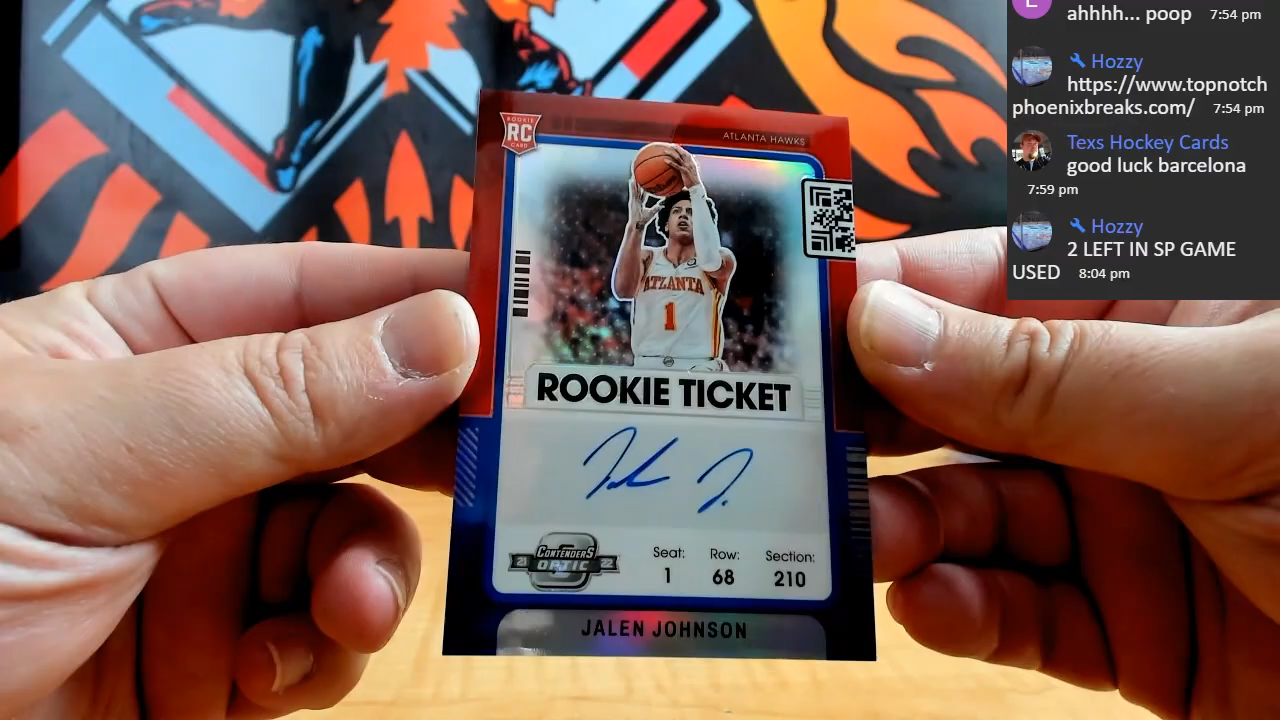 ahhhh... poop 7:54 pm
Hozzy
https://www.topnotch
phoenixbreaks.com/ 7:54 pm
Texs Hockey Cards
good luck barcelona
7:59 pm
Hozzy
2 LEFT IN SP GAME
USED 8:04 pm
ROOKIE
RC
CARD
ATLANTA HAWKS
ATLANTA
1
ROOKIE TICKET
CONTENDERS
21 OPTIC 22
Seat: Row: Section:
1 68 210
JALEN JOHNSON